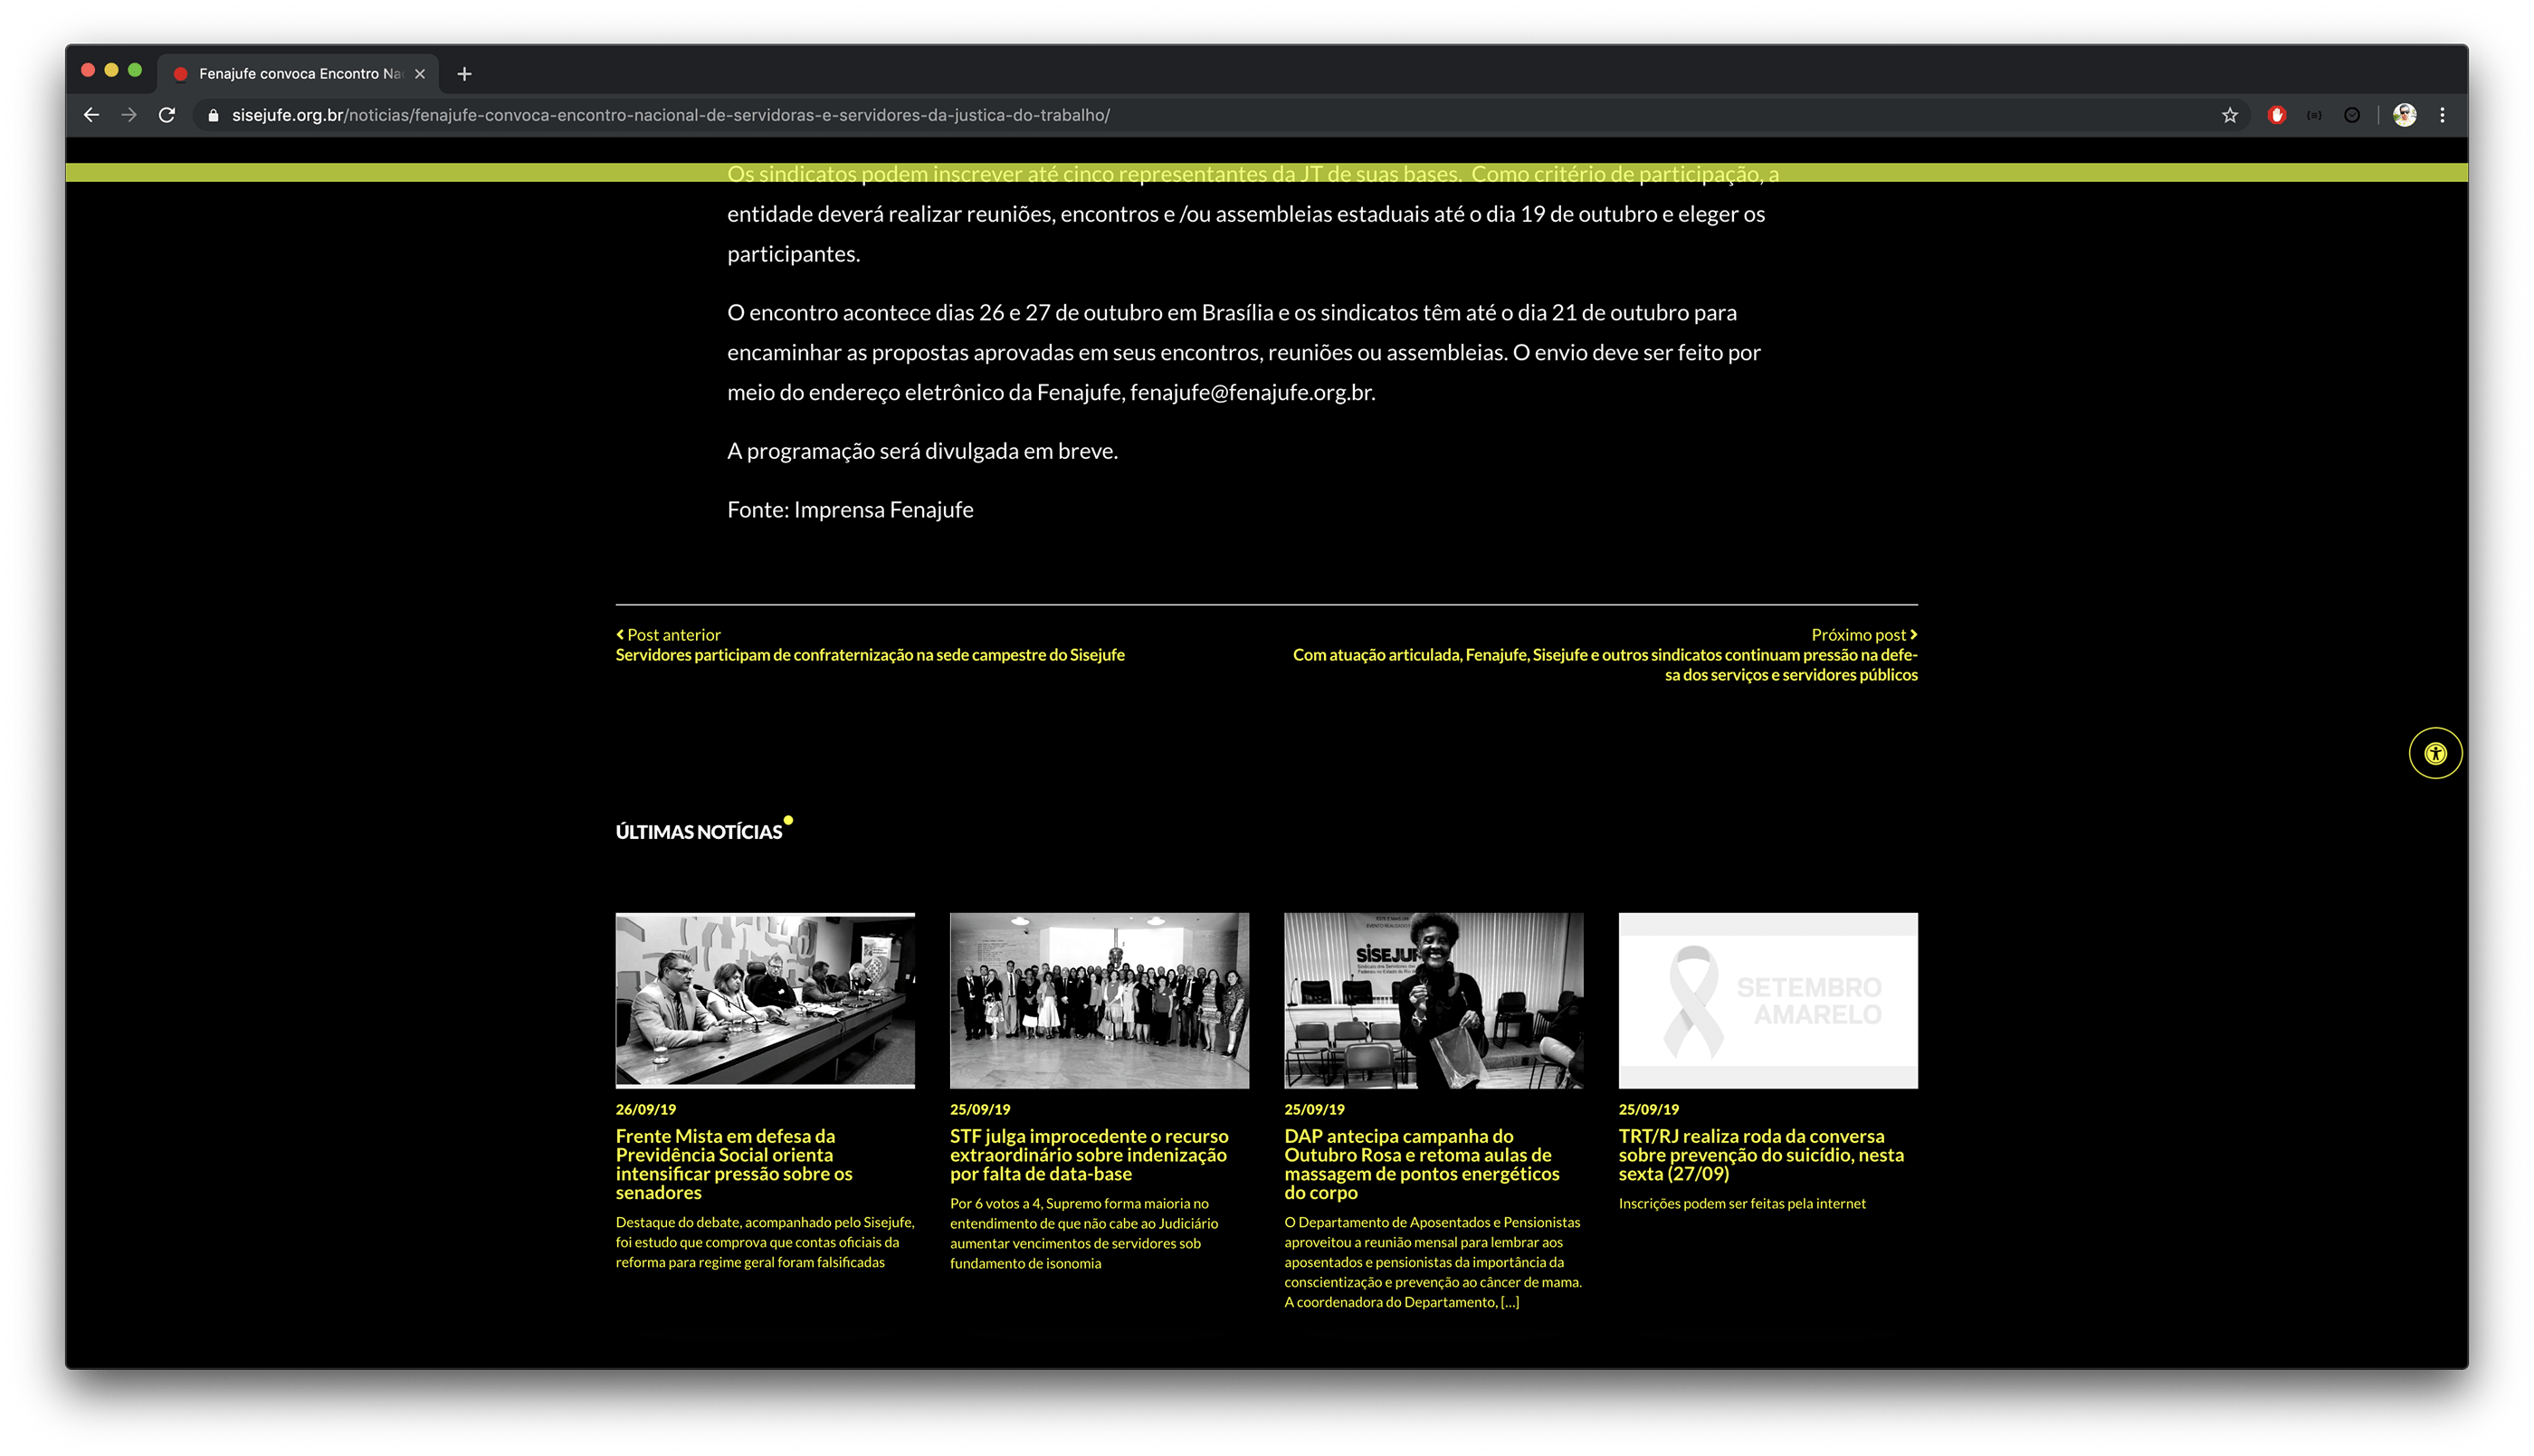 Fenajufe convoca Encontro Na
sisejufe.org.br/noticias/fenajufe-convoca-encontro-nacional-de-servidoras-e-servidores-da-justica-do-trabalho/
Os sindicatos podem inscrever até cinco representantes da JT de suas bases.  Como critério de participação, a
entidade deverá realizar reuniões, encontros e /ou assembleias estaduais até o dia 19 de outubro e eleger os
participantes.
O encontro acontece dias 26 e 27 de outubro em Brasília e os sindicatos têm até o dia 21 de outubro para
encaminhar as propostas aprovadas em seus encontros, reuniões ou assembleias. O envio deve ser feito por
meio do endereço eletrônico da Fenajufe, fenajufe@fenajufe.org.br.
A programação será divulgada em breve.
Fonte: Imprensa Fenajufe
Post anterior
Servidores participam de confraternização na sede campestre do Sisejufe
Próximo post
Com atuação articulada, Fenajufe, Sisejufe e outros sindicatos continuam pressão na defe-
sa dos serviços e servidores públicos
ÚLTIMAS NOTÍCIAS
SISEJUF
SETEMBRO
AMARELO
26/09/19
Frente Mista em defesa da
Previdência Social orienta
intensificar pressão sobre os
senadores
Destaque do debate, acompanhado pelo Sisejufe,
foi estudo que comprova que contas oficiais da
reforma para regime geral foram falsificadas
25/09/19
STF julga improcedente o recurso
extraordinário sobre indenização
por falta de data-base
Por 6 votos a 4, Supremo forma maioria no
entendimento de que não cabe ao Judiciário
aumentar vencimentos de servidores sob
fundamento de isonomia
25/09/19
DAP antecipa campanha do
Outubro Rosa e retoma aulas de
massagem de pontos energéticos
do corpo
O Departamento de Aposentados e Pensionistas
aproveitou a reunião mensal para lembrar aos
aposentados e pensionistas da importância da
conscientização e prevenção ao câncer de mama.
A coordenadora do Departamento, [...]
25/09/19
TRT/RJ realiza roda da conversa
sobre prevenção do suicídio, nesta
sexta (27/09)
Inscrições podem ser feitas pela internet